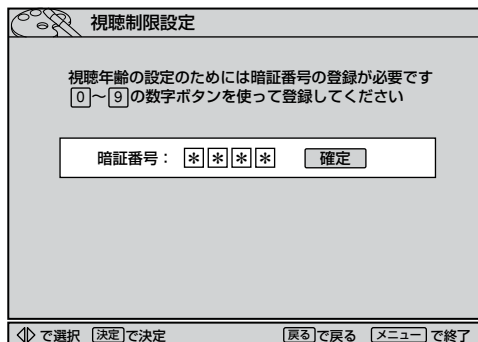 視聴制限設定
視聴年齢の設定のためには暗証番号の登録が必要です
0～9の数字ボタンを使って登録してください
暗証番号： ＊ ＊ ＊ ＊ 確定
で選択 決定で決定 戻るで戻る メニューで終了